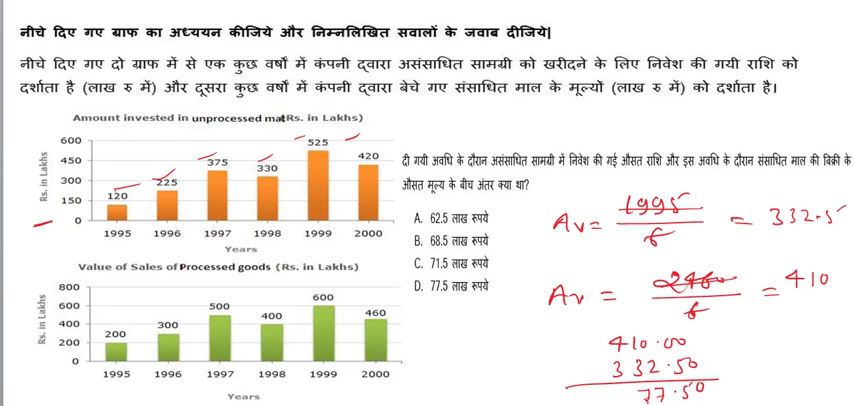 नीचे दिए गए ग्राफ का अध्ययन कीजिये और निम्नलिखित सवालों के जवाब दीजिये|
नीचे दिए गए दो ग्राफ में से एक कुछ वर्षों में कंपनी द्वारा असंसाधित सामग्री को खरीदने के लिए निवेश की गयी राशि को
दर्शाता है (लाख रु में) और दूसरा कुछ वर्षों में कंपनी द्वारा बेचे गए संसाधित माल के मूल्यों (लाख रु में) को दर्शाता है।
Amount invested in unprocessed mat Rs. in Lakhs)
Rs. in Lakhs
600
450
300
150
0
120
225
375
330
525
420
1995 1996 1997 1998 1999 2000
Years
Value of Sales of Processed goods (Rs. in Lakhs)
Rs. in Lakhs
800
600
400
200
0
200
300
500
400
600
460
1995 1996 1997 1998 1999 2000
Years
दी गयी अवधि के दौरान असंसाधित सामग्री में निवेश की गई औसत राशि और इस अवधि के दौरान संसाधित माल की बिक्री के
औसत मूल्य के बीच अंतर क्या था?
A. 62.5 लाख रूपये
B. 68.5 लाख रूपये
C. 71.5 लाख रूपये
D. 77.5 लाख रूपये
Av = 1995 / 6 = 332.5
Av = 2460 / 6 = 410
410.00
332.50
77.50